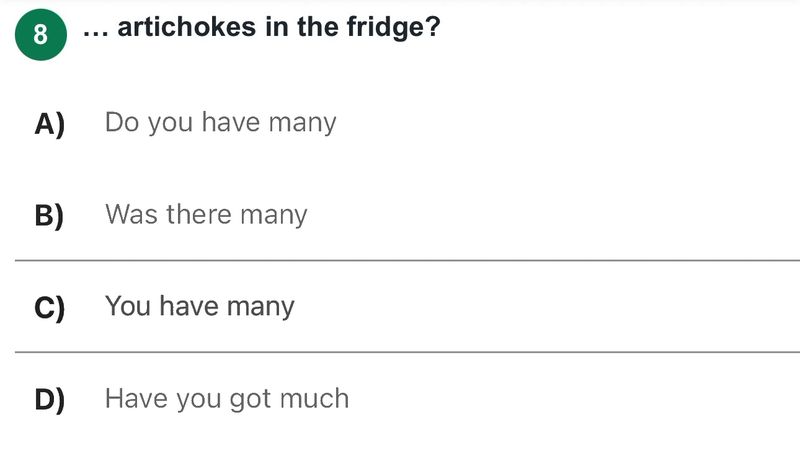 8 … artichokes in the fridge?
A) Do you have many
B) Was there many
C) You have many
D) Have you got much